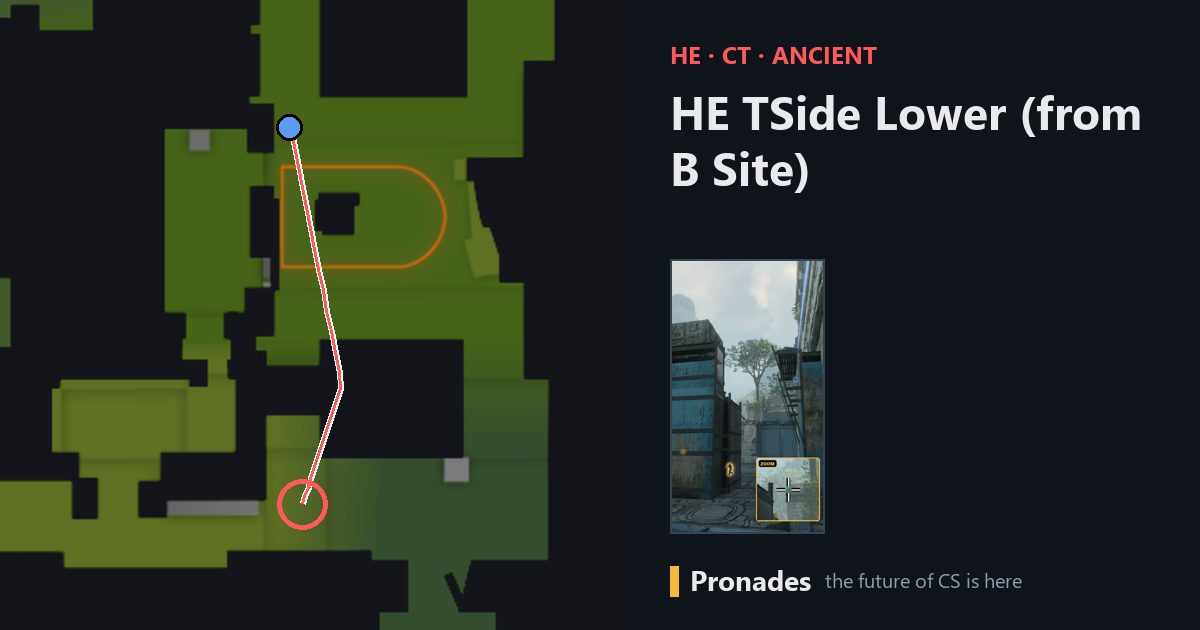 HE · CT · ANCIENT
HE TSide Lower (from
B Site)
ZOOM
Pronades the future of CS is here